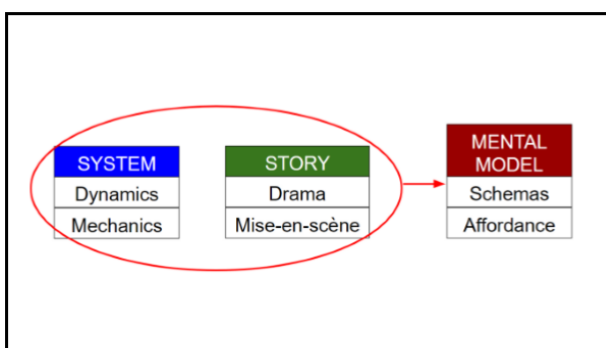 SYSTEM
Dynamics
Mechanics
STORY
Drama
Mise-en-scène
MENTAL
MODEL
Schemas
Affordance